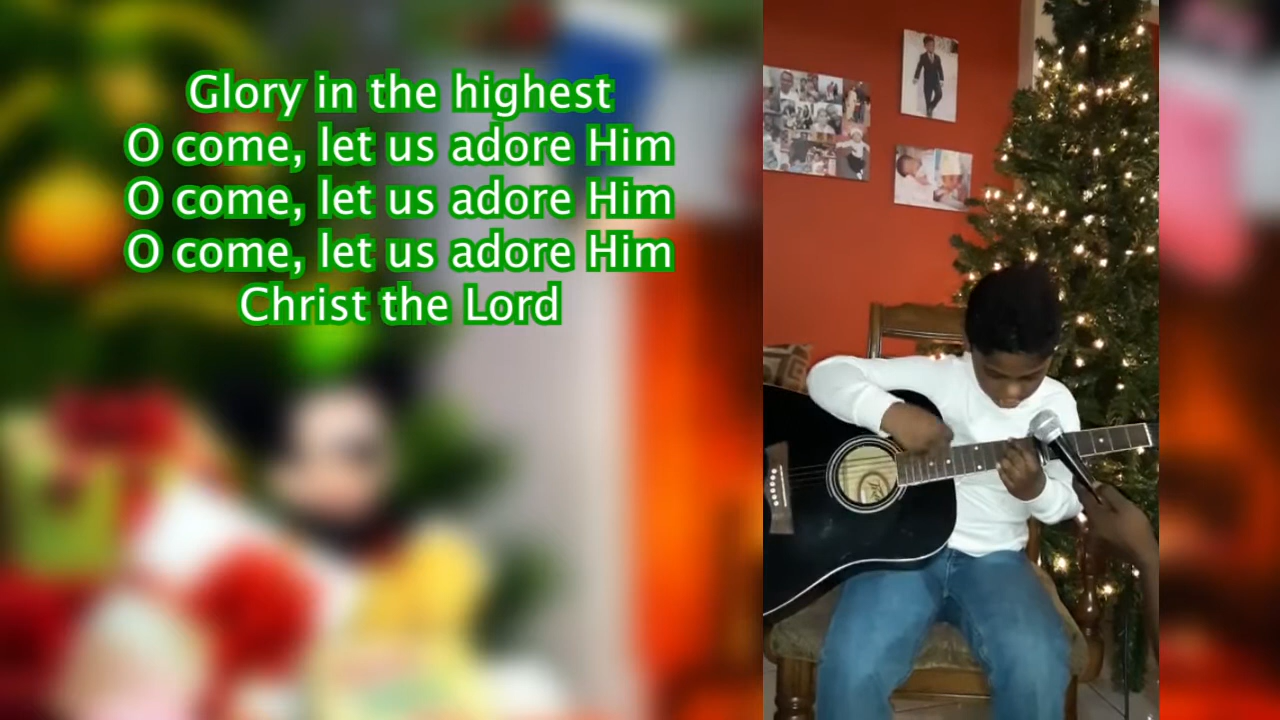 Glory in the highest
O come, let us adore Him
O come, let us adore Him
O come, let us adore Him
Christ the Lord